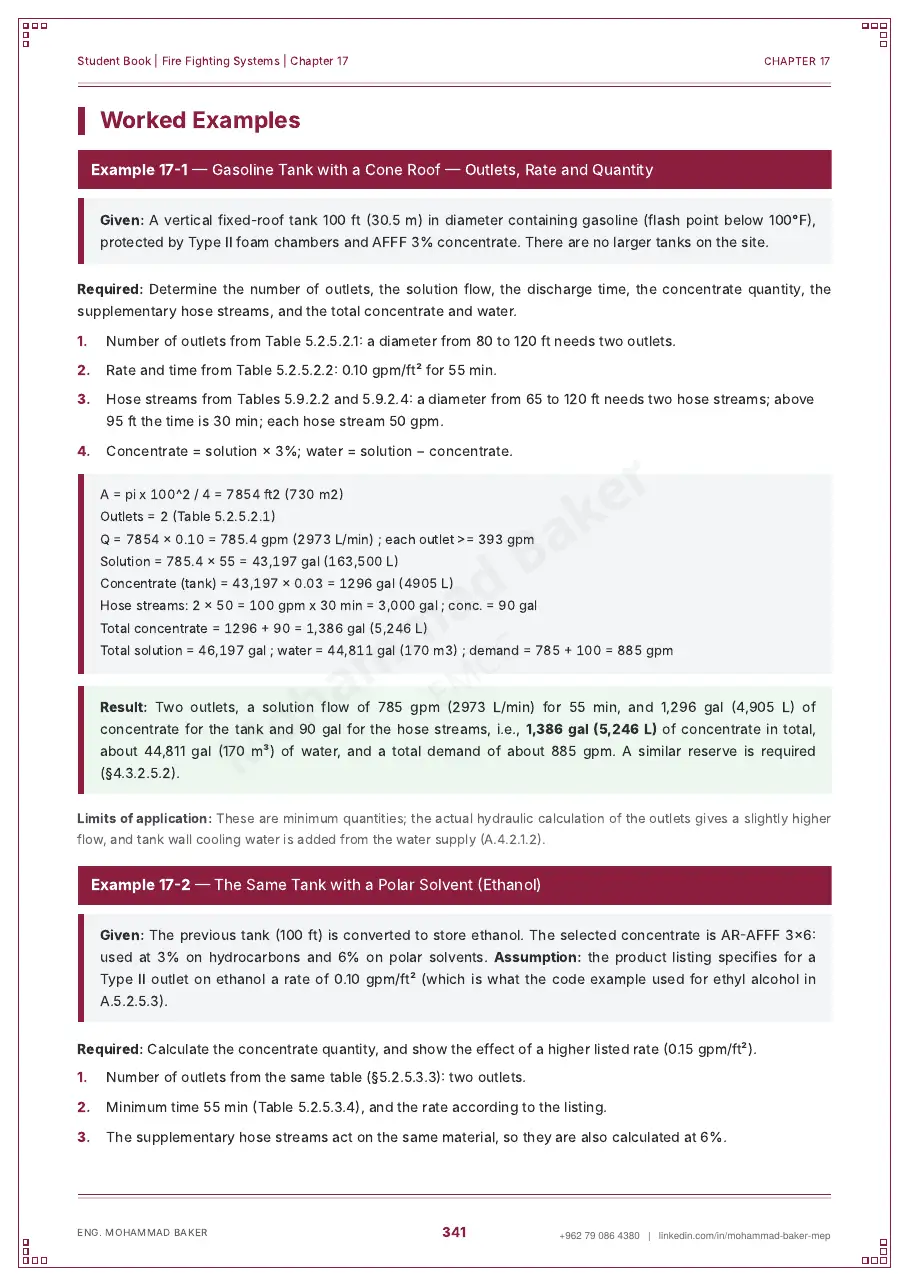 Student Book | Fire Fighting Systems | Chapter 17
CHAPTER 17
Worked Examples
Example 17-1 — Gasoline Tank with a Cone Roof — Outlets, Rate and Quantity
Given: A vertical fixed-roof tank 100 ft (30.5 m) in diameter containing gasoline (flash point below 100°F),
protected by Type II foam chambers and AFFF 3% concentrate. There are no larger tanks on the site.
Required: Determine the number of outlets, the solution flow, the discharge time, the concentrate quantity, the
supplementary hose streams, and the total concentrate and water.
1. Number of outlets from Table 5.2.5.2.1: a diameter from 80 to 120 ft needs two outlets.
2. Rate and time from Table 5.2.5.2.2: 0.10 gpm/ft² for 55 min.
3. Hose streams from Tables 5.9.2.2 and 5.9.2.4: a diameter from 65 to 120 ft needs two hose streams; above
95 ft the time is 30 min; each hose stream 50 gpm.
4. Concentrate = solution × 3%; water = solution − concentrate.
A = pi x 100^2 / 4 = 7854 ft2 (730 m2)
Outlets = 2 (Table 5.2.5.2.1)
Q = 7854 × 0.10 = 785.4 gpm (2973 L/min) ; each outlet >= 393 gpm
Solution = 785.4 × 55 = 43,197 gal (163,500 L)
Concentrate (tank) = 43,197 × 0.03 = 1296 gal (4905 L)
Hose streams: 2 × 50 = 100 gpm x 30 min = 3,000 gal ; conc. = 90 gal
Total concentrate = 1296 + 90 = 1,386 gal (5,246 L)
Total solution = 46,197 gal ; water = 44,811 gal (170 m3) ; demand = 785 + 100 = 885 gpm
Mohammad Baker
EMCS
Result: Two outlets, a solution flow of 785 gpm (2973 L/min) for 55 min, and 1,296 gal (4,905 L) of
concentrate for the tank and 90 gal for the hose streams, i.e., 1,386 gal (5,246 L) of concentrate in total,
about 44,811 gal (170 m³) of water, and a total demand of about 885 gpm. A similar reserve is required
(§4.3.2.5.2).
Limits of application: These are minimum quantities; the actual hydraulic calculation of the outlets gives a slightly higher
flow, and tank wall cooling water is added from the water supply (A.4.2.1.2).
Example 17-2 — The Same Tank with a Polar Solvent (Ethanol)
Given: The previous tank (100 ft) is converted to store ethanol. The selected concentrate is AR-AFFF 3×6:
used at 3% on hydrocarbons and 6% on polar solvents. Assumption: the product listing specifies for a
Type II outlet on ethanol a rate of 0.10 gpm/ft² (which is what the code example used for ethyl alcohol in
A.5.2.5.3).
Required: Calculate the concentrate quantity, and show the effect of a higher listed rate (0.15 gpm/ft²).
1. Number of outlets from the same table (§5.2.5.3.3): two outlets.
2. Minimum time 55 min (Table 5.2.5.3.4), and the rate according to the listing.
3. The supplementary hose streams act on the same material, so they are also calculated at 6%.
ENG. MOHAMMAD BAKER
341
+962 79 086 4380 | linkedin.com/in/mohammad-baker-mep